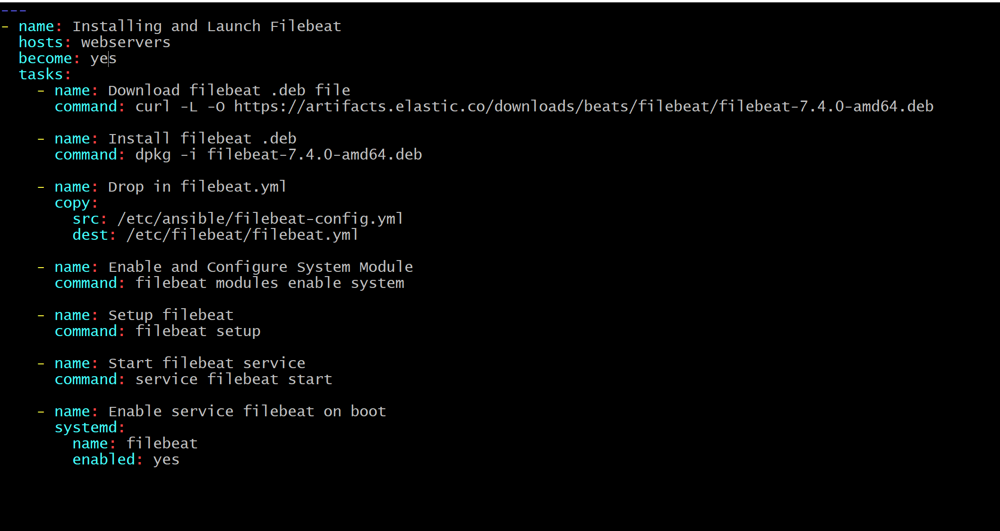 ---
- name: Installing and Launch Filebeat
  hosts: webservers
  become: yes
  tasks:
    - name: Download filebeat .deb file
      command: curl -L -O https://artifacts.elastic.co/downloads/beats/filebeat/filebeat-7.4.0-amd64.deb

    - name: Install filebeat .deb
      command: dpkg -i filebeat-7.4.0-amd64.deb

    - name: Drop in filebeat.yml
      copy:
        src: /etc/ansible/filebeat-config.yml
        dest: /etc/filebeat/filebeat.yml

    - name: Enable and Configure System Module
      command: filebeat modules enable system

    - name: Setup filebeat
      command: filebeat setup

    - name: Start filebeat service
      command: service filebeat start

    - name: Enable service filebeat on boot
      systemd:
        name: filebeat
        enabled: yes